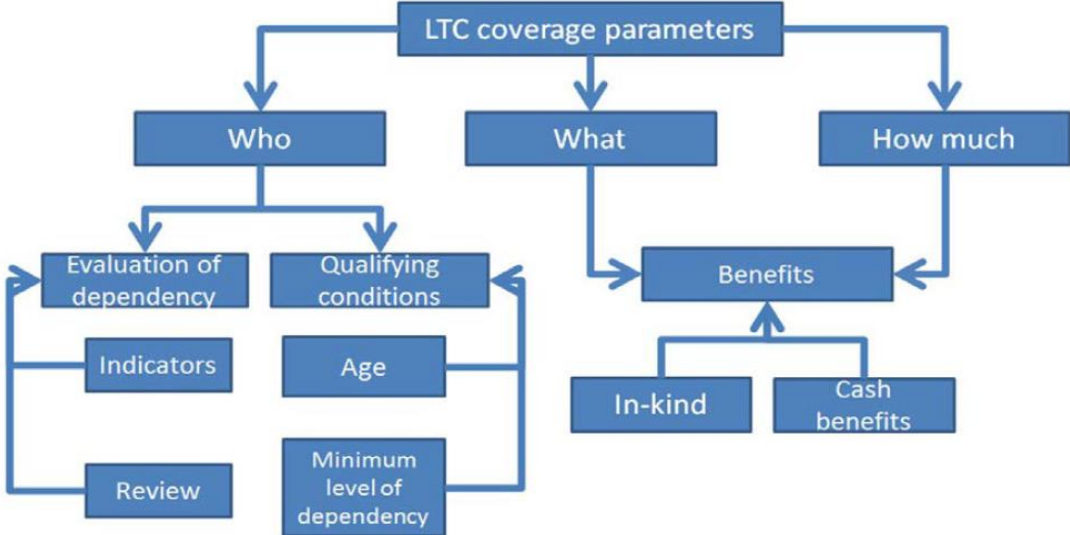 LTC coverage parameters
Who
What
How much
Evaluation of
dependency
Qualifying
conditions
Benefits
Indicators
Age
In-kind
Cash
benefits
Review
Minimum
level of
dependency